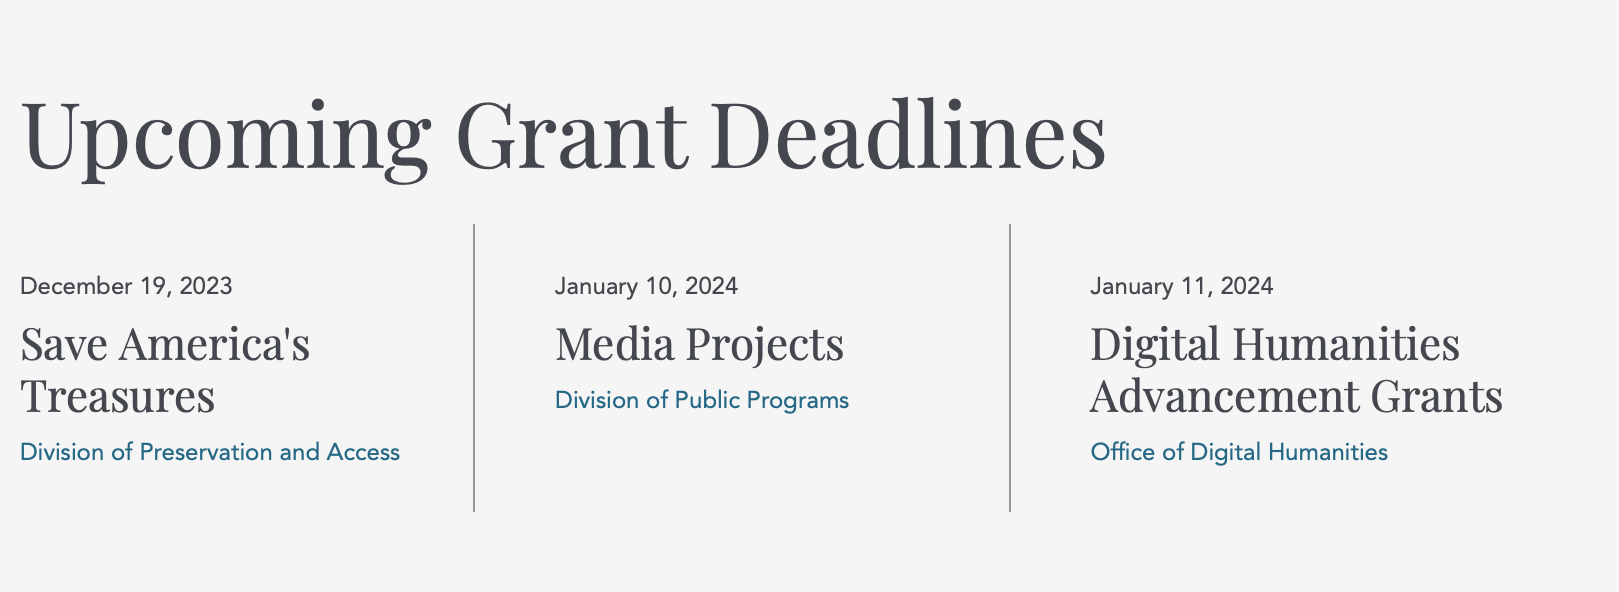 Upcoming Grant Deadlines
December 19, 2023
Save America's
Treasures
Division of Preservation and Access
January 10, 2024
Media Projects
Division of Public Programs
January 11, 2024
Digital Humanities
Advancement Grants
Office of Digital Humanities